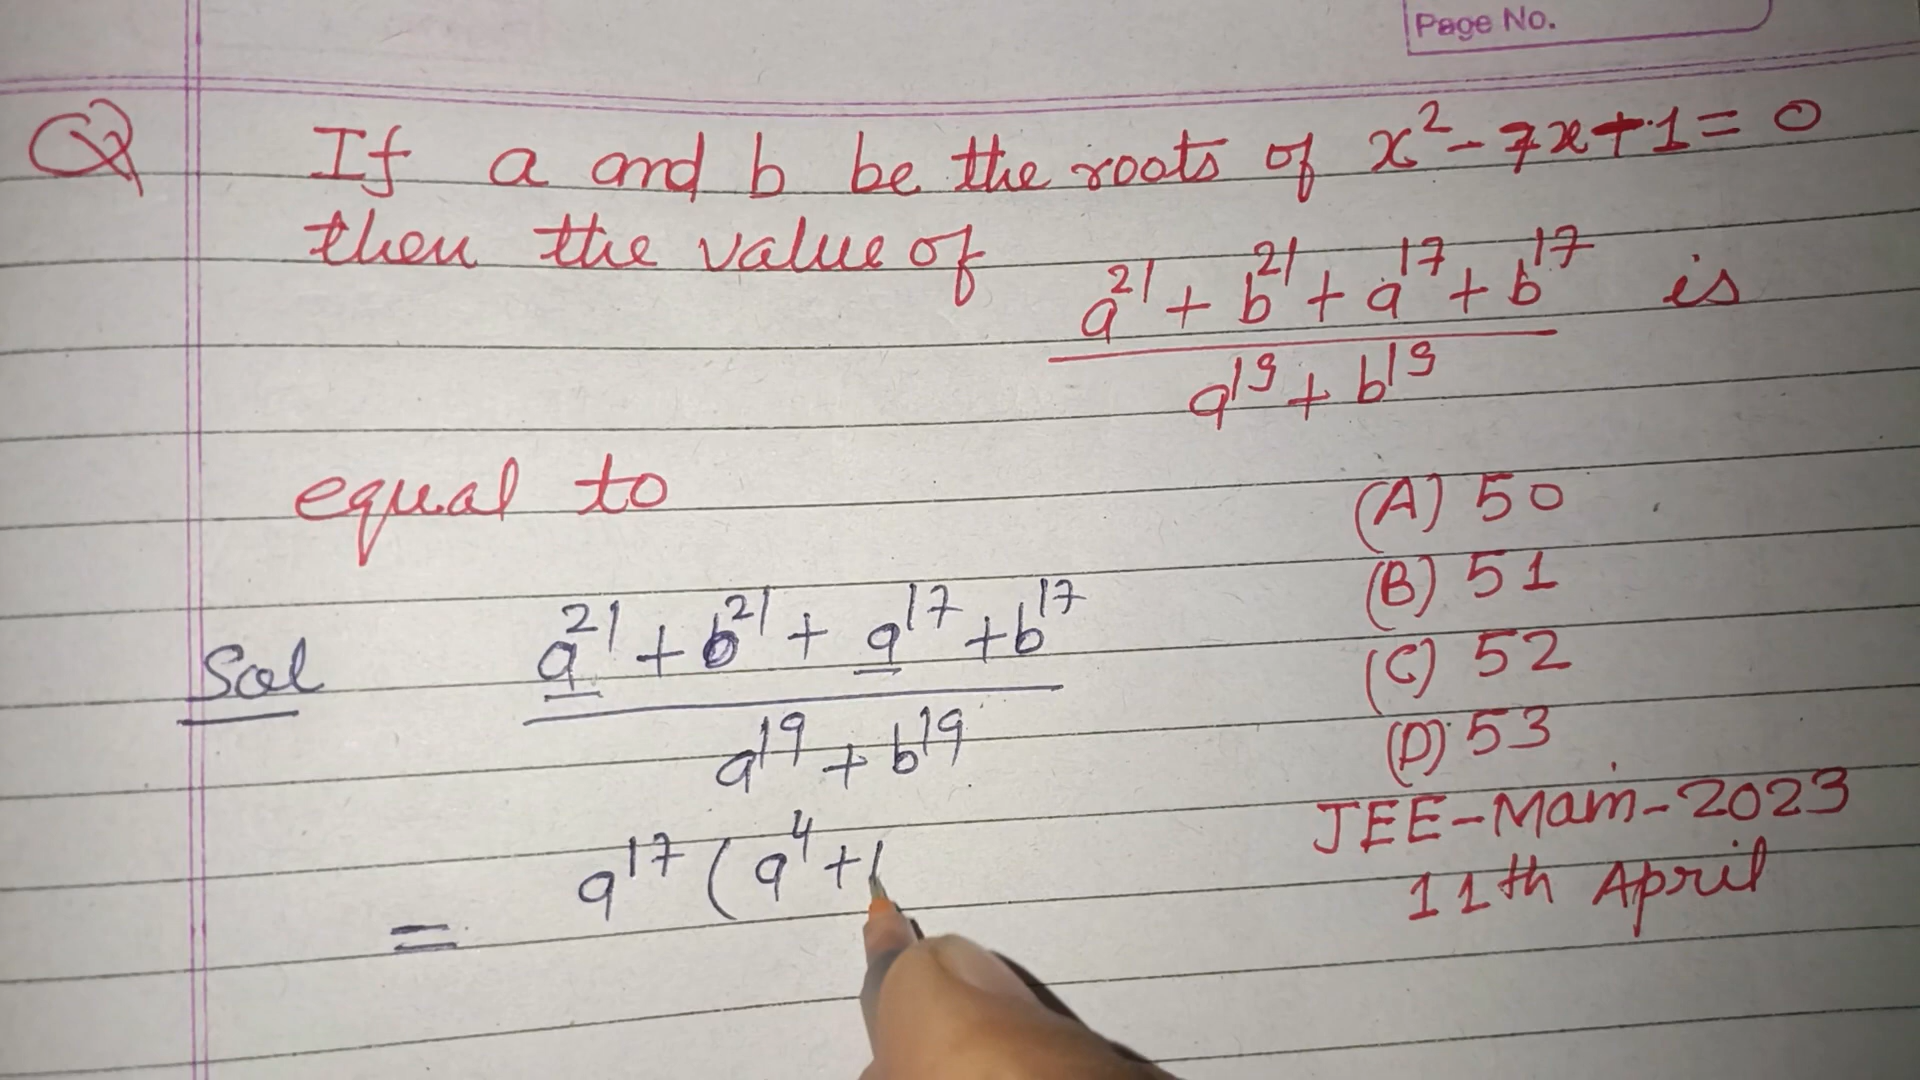 Page No.
Q If a and b be the roots of x² - 7x + 1 = 0
then the value of a²¹ + b²¹ + a¹⁷ + b¹⁷ is
a¹⁹ + b¹⁹
equal to
(A) 50
(B) 51
(C) 52
(D) 53
JEE-Main-2023
11th April
Sol a²¹ + b²¹ + a¹⁷ + b¹⁷
a¹⁹ + b¹⁹
= a¹⁷ (a⁴ + 1